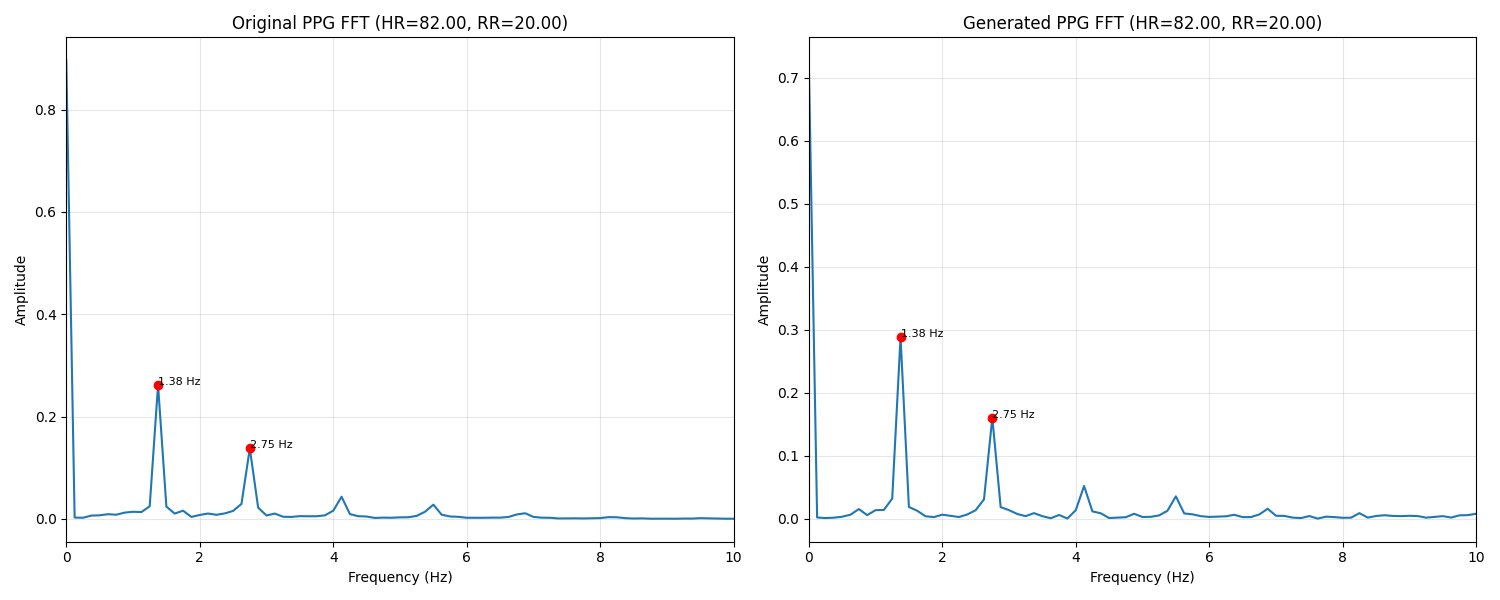 Original PPG FFT (HR=82.00, RR=20.00)
0.8
0.6
0.4
0.2
0.0
Amplitude
1.38 Hz
2.75 Hz
0 2 4 6 8 10
Frequency (Hz)
Generated PPG FFT (HR=82.00, RR=20.00)
0.7
0.6
0.5
0.4
0.3
0.2
0.1
0.0
Amplitude
1.38 Hz
2.75 Hz
0 2 4 6 8 10
Frequency (Hz)